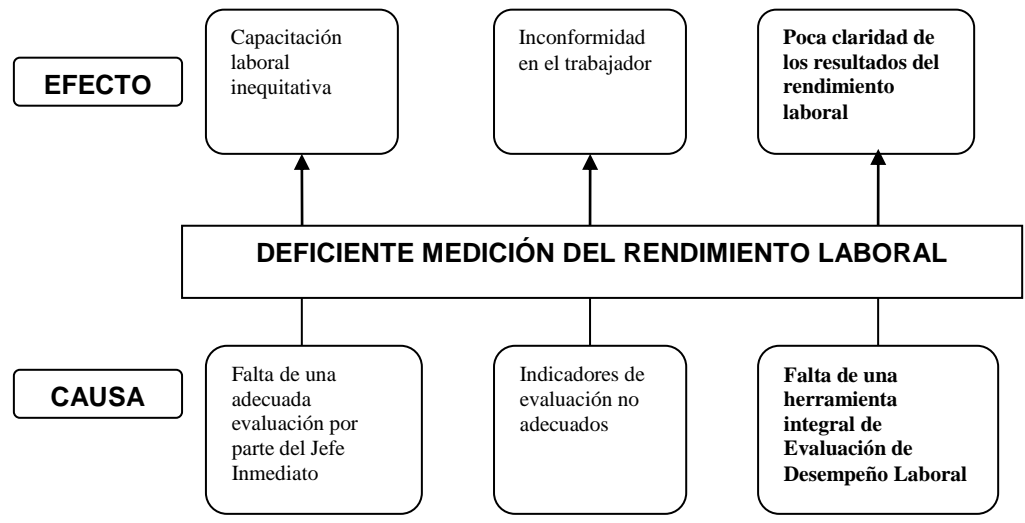 EFECTO
Capacitación
laboral
inequitativa
Inconformidad
en el trabajador
Poca claridad de
los resultados del
rendimiento
laboral
DEFICIENTE MEDICIÓN DEL RENDIMIENTO LABORAL
CAUSA
Falta de una
adecuada
evaluación por
parte del Jefe
Inmediato
Indicadores de
evaluación no
adecuados
Falta de una
herramienta
integral de
Evaluación de
Desempeño Laboral